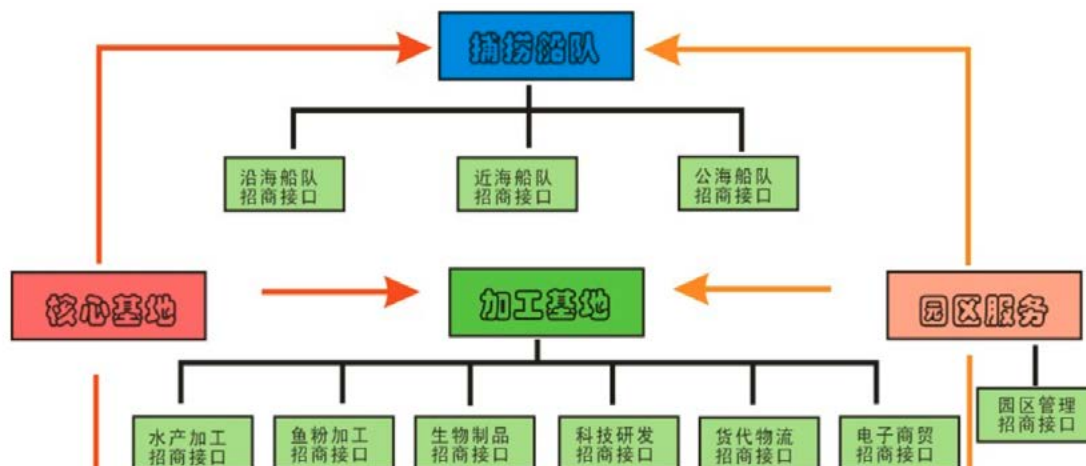 捕捞船队
沿海船队
招商接口
近海船队
招商接口
公海船队
招商接口
核心基地
加工基地
园区服务
水产加工
招商接口
鱼粉加工
招商接口
生物制品
招商接口
科技研发
招商接口
货代物流
招商接口
电子商贸
招商接口
园区管理
招商接口